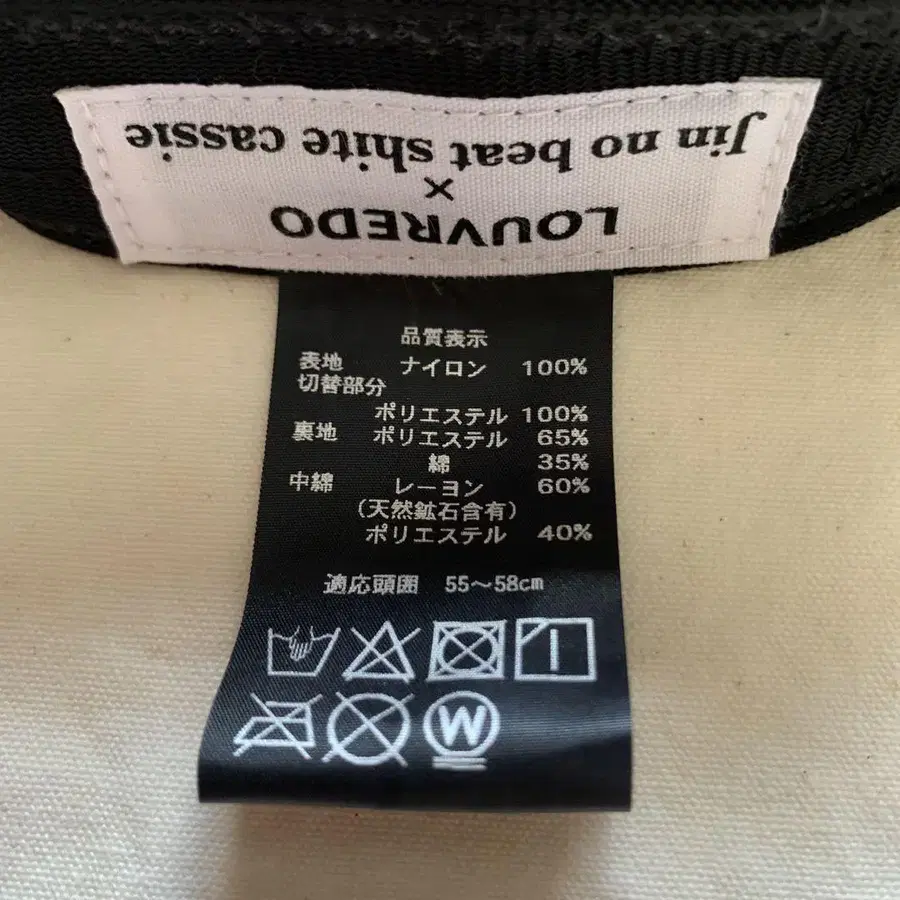 LOUVREDO
×
Jin no beat shite cassie
品質表示
表地 ナイロン 100%
切替部分
ポリエステル 100%
裏地 ポリエステル 65%
綿 35%
中綿 レーヨン 60%
（天然鉱石含有）
ポリエステル 40%
適応頭囲 55～58cm
W